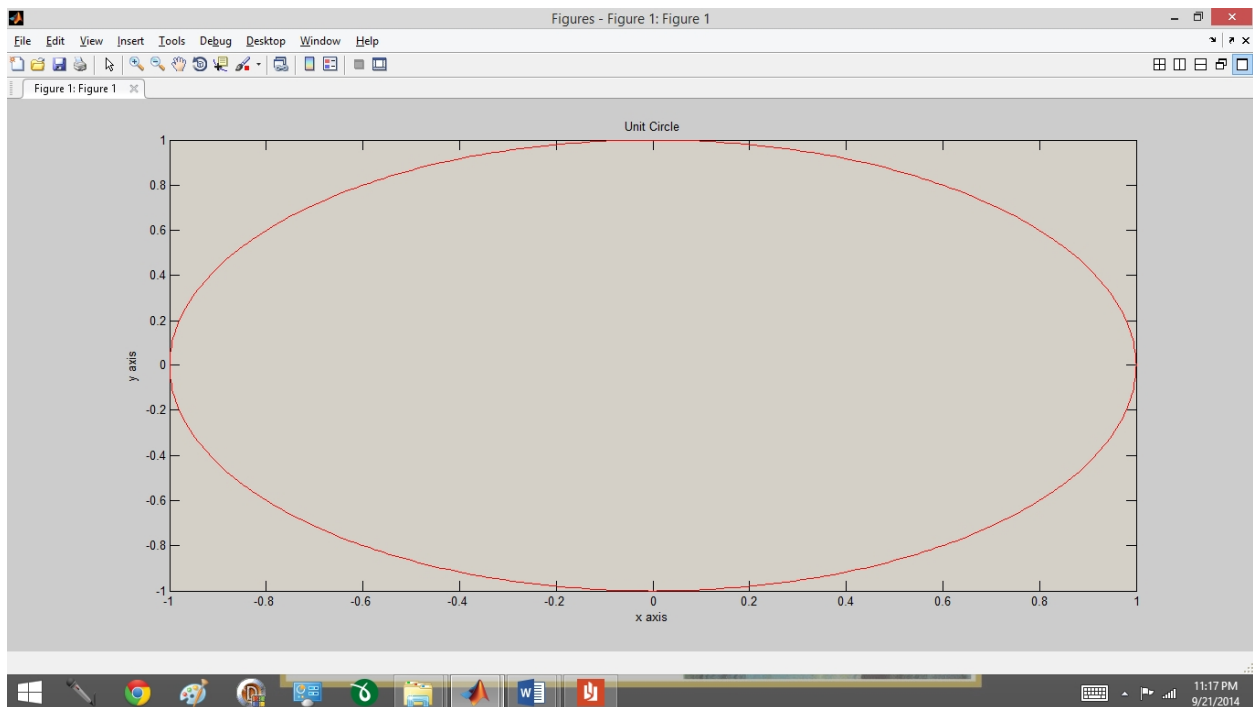 Figures - Figure 1: Figure 1
File Edit View Insert Tools Debug Desktop Window Help
Figure 1: Figure 1
Unit Circle
1
0.8
0.6
0.4
0.2
0
-0.2
-0.4
-0.6
-0.8
-1
y axis
-1 -0.8 -0.6 -0.4 -0.2 0 0.2 0.4 0.6 0.8 1
x axis
11:17 PM
9/21/2014